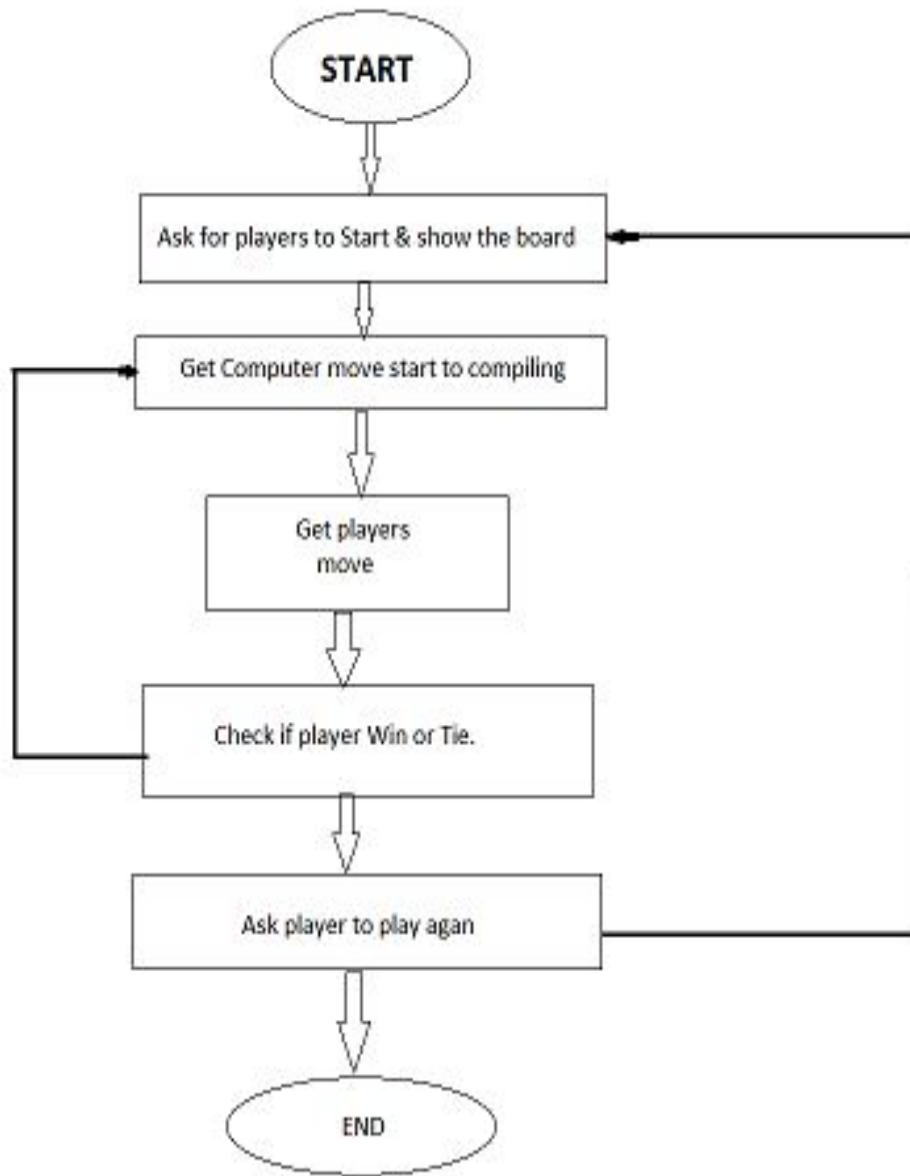 START
Ask for players to Start & show the board
Get Computer move start to compiling
Get players
move
Check if player Win or Tie.
Ask player to play agan
END